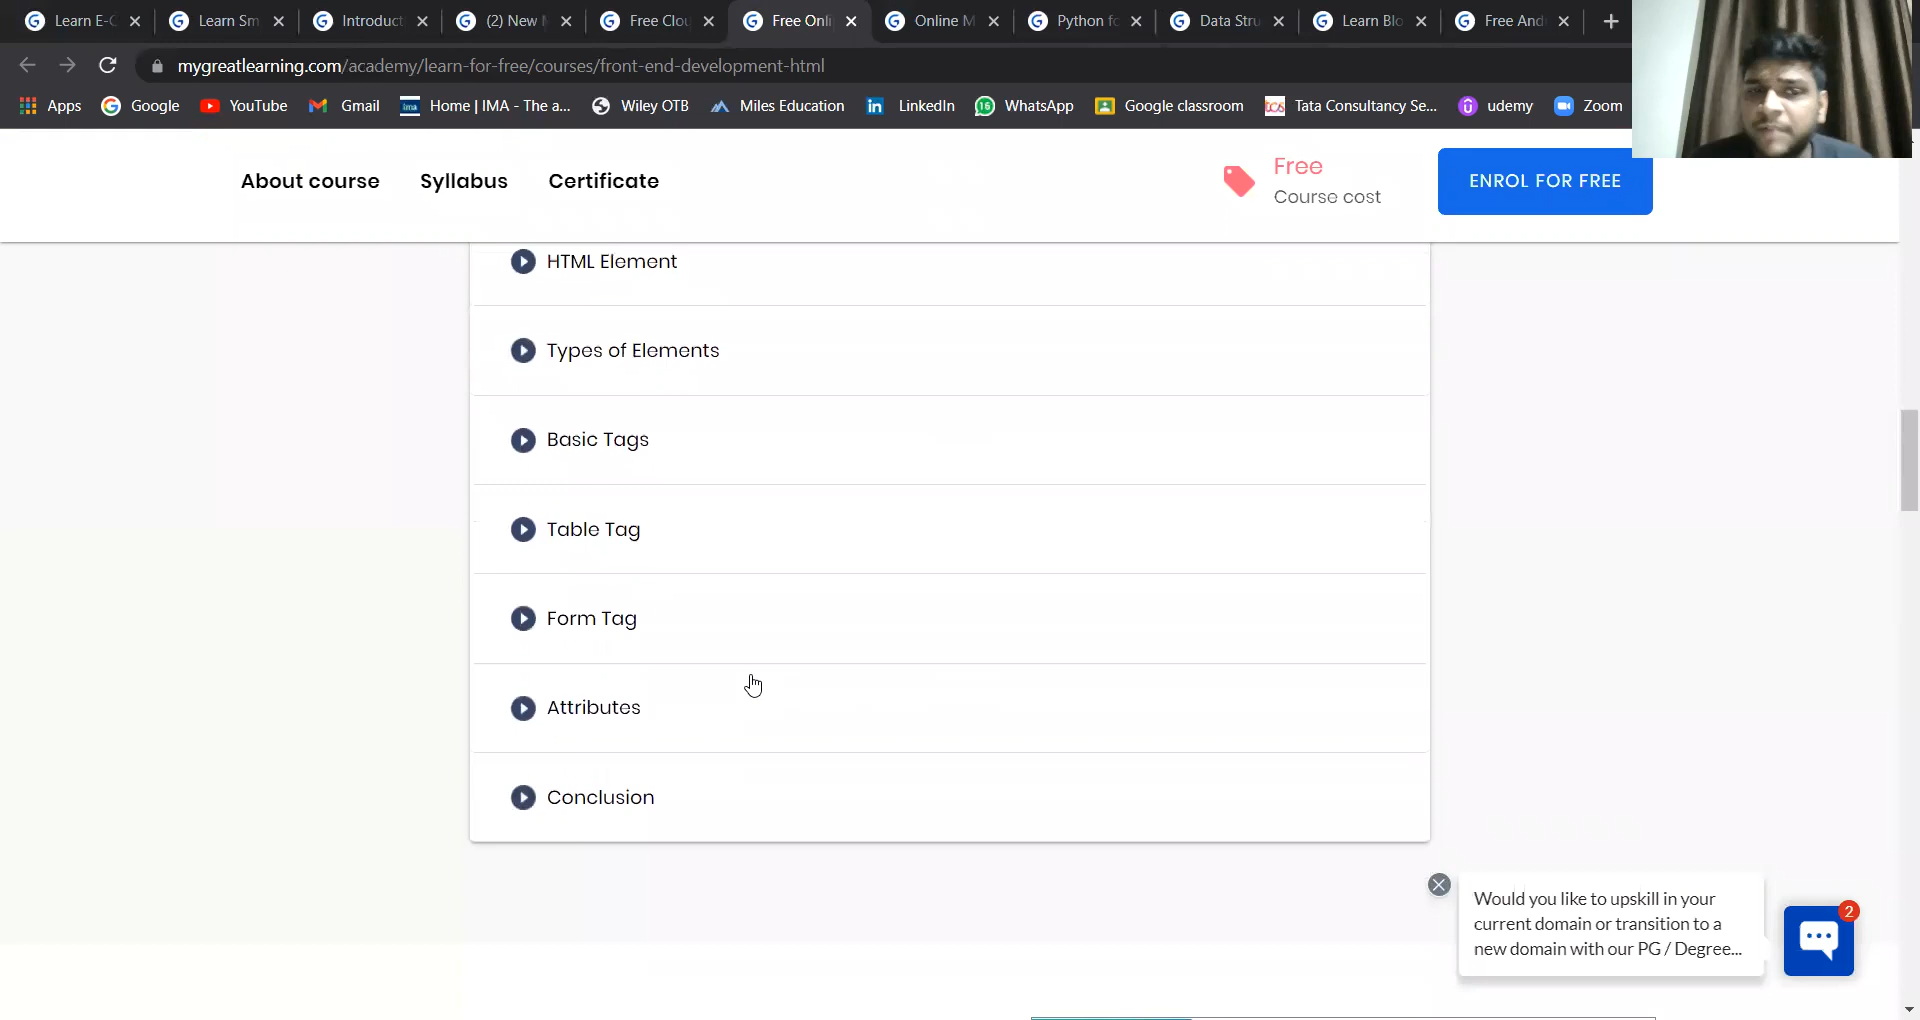 Learn E-C
Learn Sm
Introduct
(2) New
Free Clou
Free Onli
Online M
Python fo
Data Stru
Learn Blo
Free And
mygreatlearning.com/academy/learn-for-free/courses/front-end-development-html
Apps
Google
YouTube
Gmail
ima
Home | IMA - The a...
Wiley OTB
Miles Education
in
LinkedIn
16
WhatsApp
Google classroom
tcs
Tata Consultancy Se...
udemy
Zoom
About course
Syllabus
Certificate
Free
Course cost
ENROL FOR FREE
HTML Element
Types of Elements
Basic Tags
Table Tag
Form Tag
Attributes
Conclusion
Would you like to upskill in your
current domain or transition to a
new domain with our PG / Degree...
2